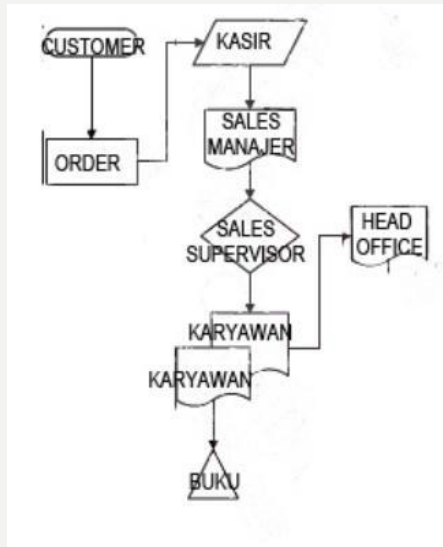 CUSTOMER
ORDER
KASIR
SALES
MANAJER
SALES
SUPERVISOR
HEAD
OFFICE
KARYAWAN
KARYAWAN
BUKU